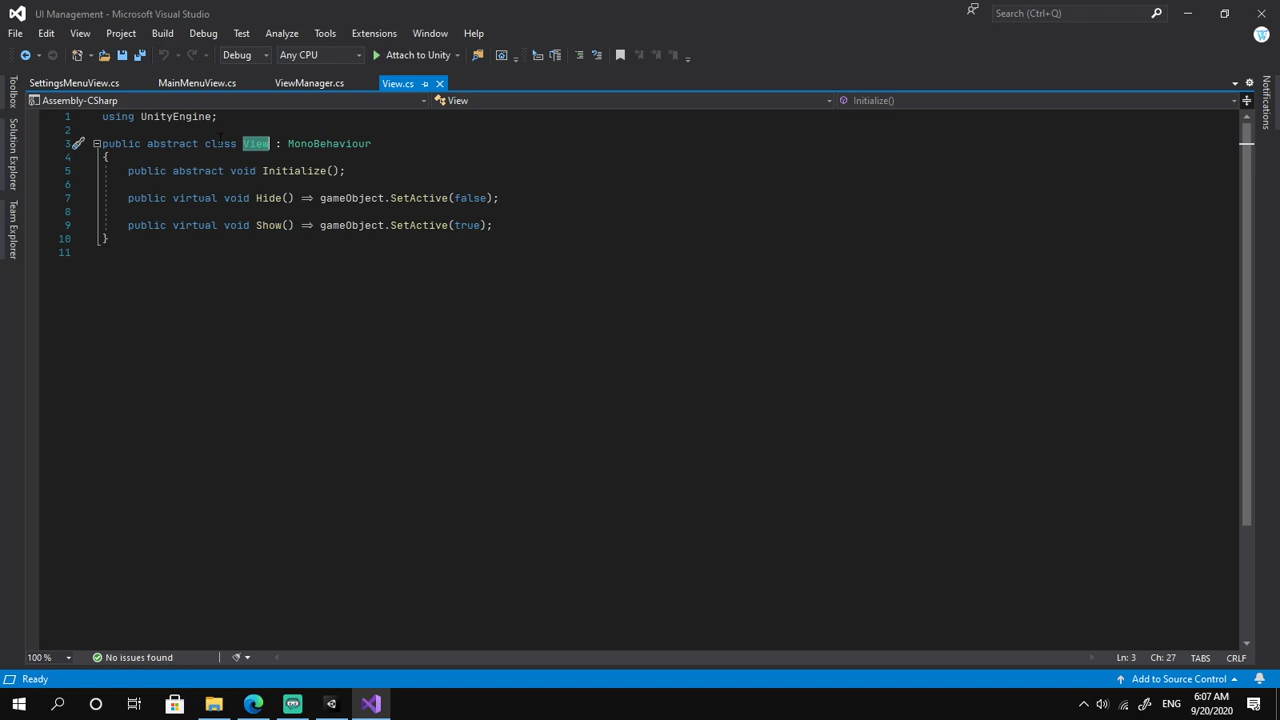 UI Management - Microsoft Visual Studio
Search (Ctrl+Q)
File Edit View Project Build Debug Test Analyze Tools Extensions Window Help
Debug Any CPU Attach to Unity
SettingsMenuView.cs MainMenuView.cs ViewManager.cs View.cs
Assembly-CSharp View Initialize()
Toolbox
Solution Explorer
Team Explorer
Notifications
1 using UnityEngine;
2
3 public abstract class View : MonoBehaviour
4 {
5 public abstract void Initialize();
6
7 public virtual void Hide() => gameObject.SetActive(false);
8
9 public virtual void Show() => gameObject.SetActive(true);
10 }
11
100 % No issues found Ln: 3 Ch: 27 TABS CRLF
Ready Add to Source Control
ENG
6:07 AM
9/20/2020